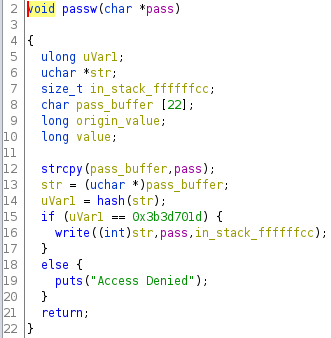 2 void passw(char *pass)
3
4 {
5 ulong uVar1;
6 uchar *str;
7 size_t in_stack_ffffffcc;
8 char pass_buffer [22];
9 long origin_value;
10 long value;
11
12 strcpy(pass_buffer,pass);
13 str = (uchar *)pass_buffer;
14 uVar1 = hash(str);
15 if (uVar1 == 0x3b3d701d) {
16 write((int)str,pass,in_stack_ffffffcc);
17 }
18 else {
19 puts("Access Denied");
20 }
21 return;
22 }